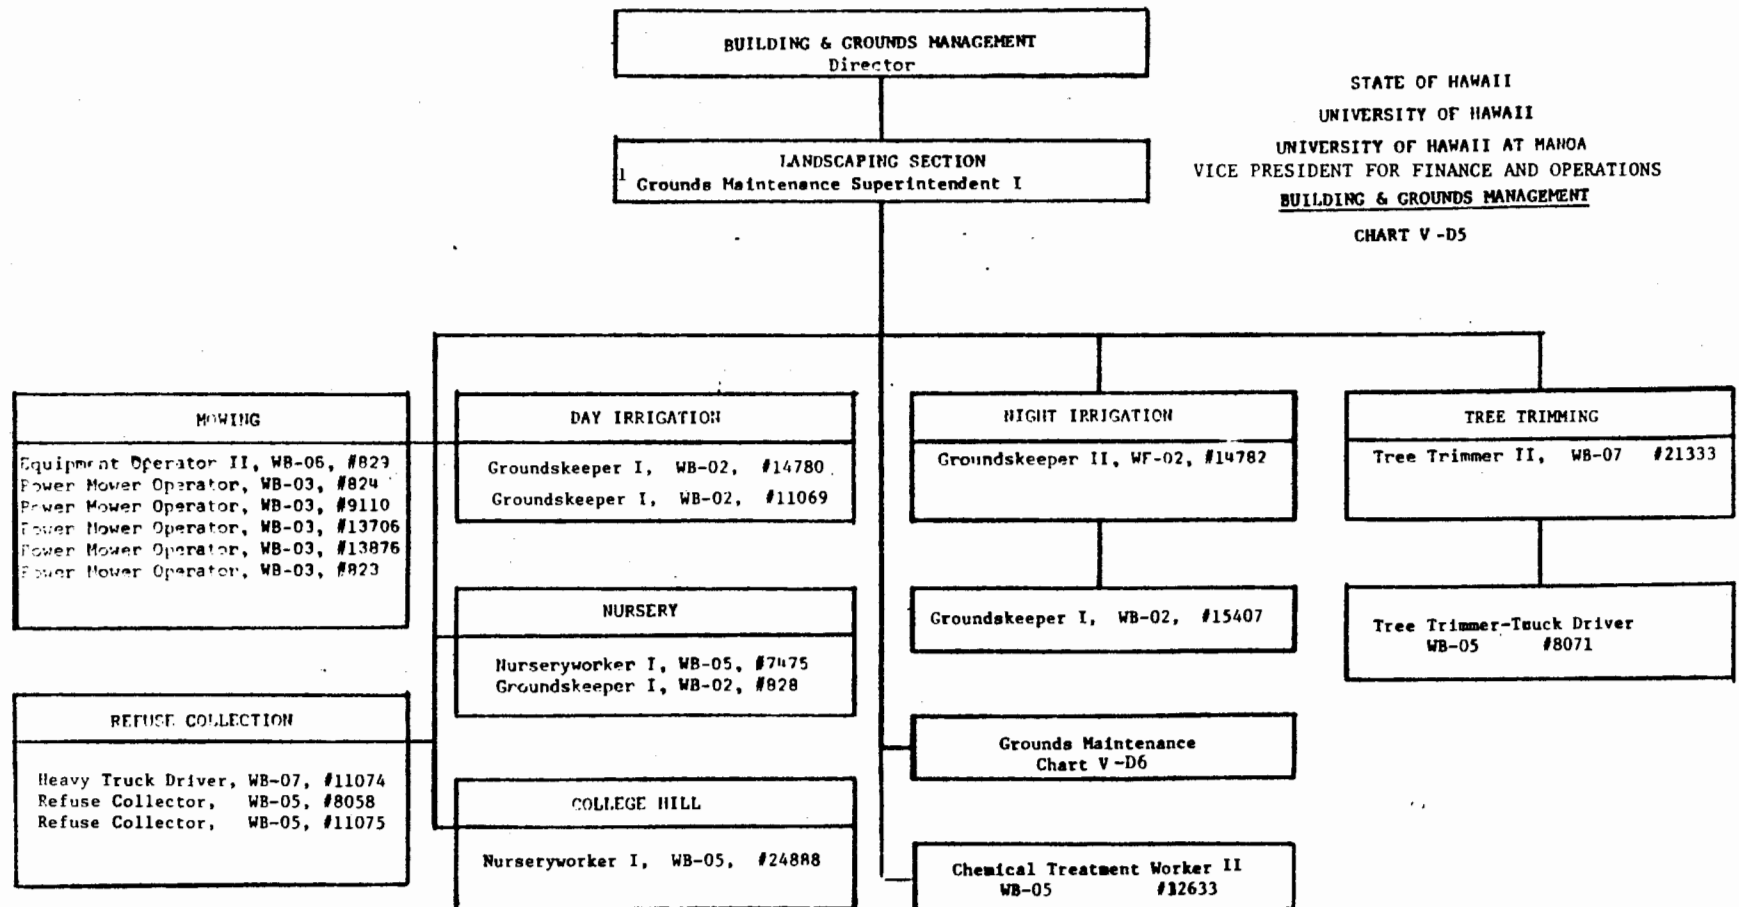 BUILDING & GROUNDS MANAGEMENT
Director
STATE OF HAWAII
UNIVERSITY OF HAWAII
UNIVERSITY OF HAWAII AT MANOA
VICE PRESIDENT FOR FINANCE AND OPERATIONS
BUILDING & GROUNDS MANAGEMENT
CHART V-D5
LANDSCAPING SECTION
1 Grounds Maintenance Superintendent I
MOWING
Equipment Operator II, WB-06, #829
Power Mower Operator, WB-03, #824
Power Mower Operator, WB-03, #9110
Power Mower Operator, WB-03, #13706
Power Mower Operator, WB-03, #13876
Power Mower Operator, WB-03, #823
REFUSE COLLECTION
Heavy Truck Driver, WB-07, #11074
Refuse Collector, WB-05, #8058
Refuse Collector, WB-05, #11075
DAY IRRIGATION
Groundskeeper I, WB-02, #14780
Groundskeeper I, WB-02, #11069
NURSERY
Nurseryworker I, WB-05, #7475
Groundskeeper I, WB-02, #828
COLLEGE HILL
Nurseryworker I, WB-05, #24888
NIGHT IRRIGATION
Groundskeeper II, WF-02, #14782
Groundskeeper I, WB-02, #15407
Grounds Maintenance
Chart V-D6
Chemical Treatment Worker II
WB-05 #12633
TREE TRIMMING
Tree Trimmer II, WB-07 #21333
Tree Trimmer-Truck Driver
WB-05 #8071